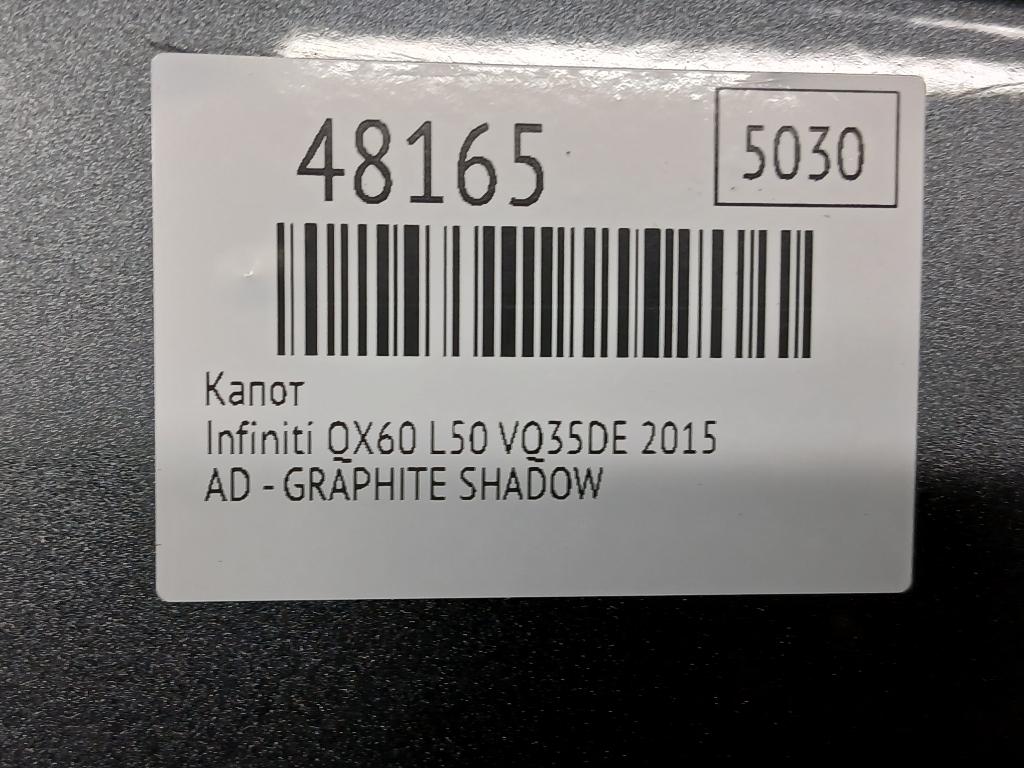 48165
5030
Капот
Infiniti QX60 L50 VQ35DE 2015
AD - GRAPHITE SHADOW